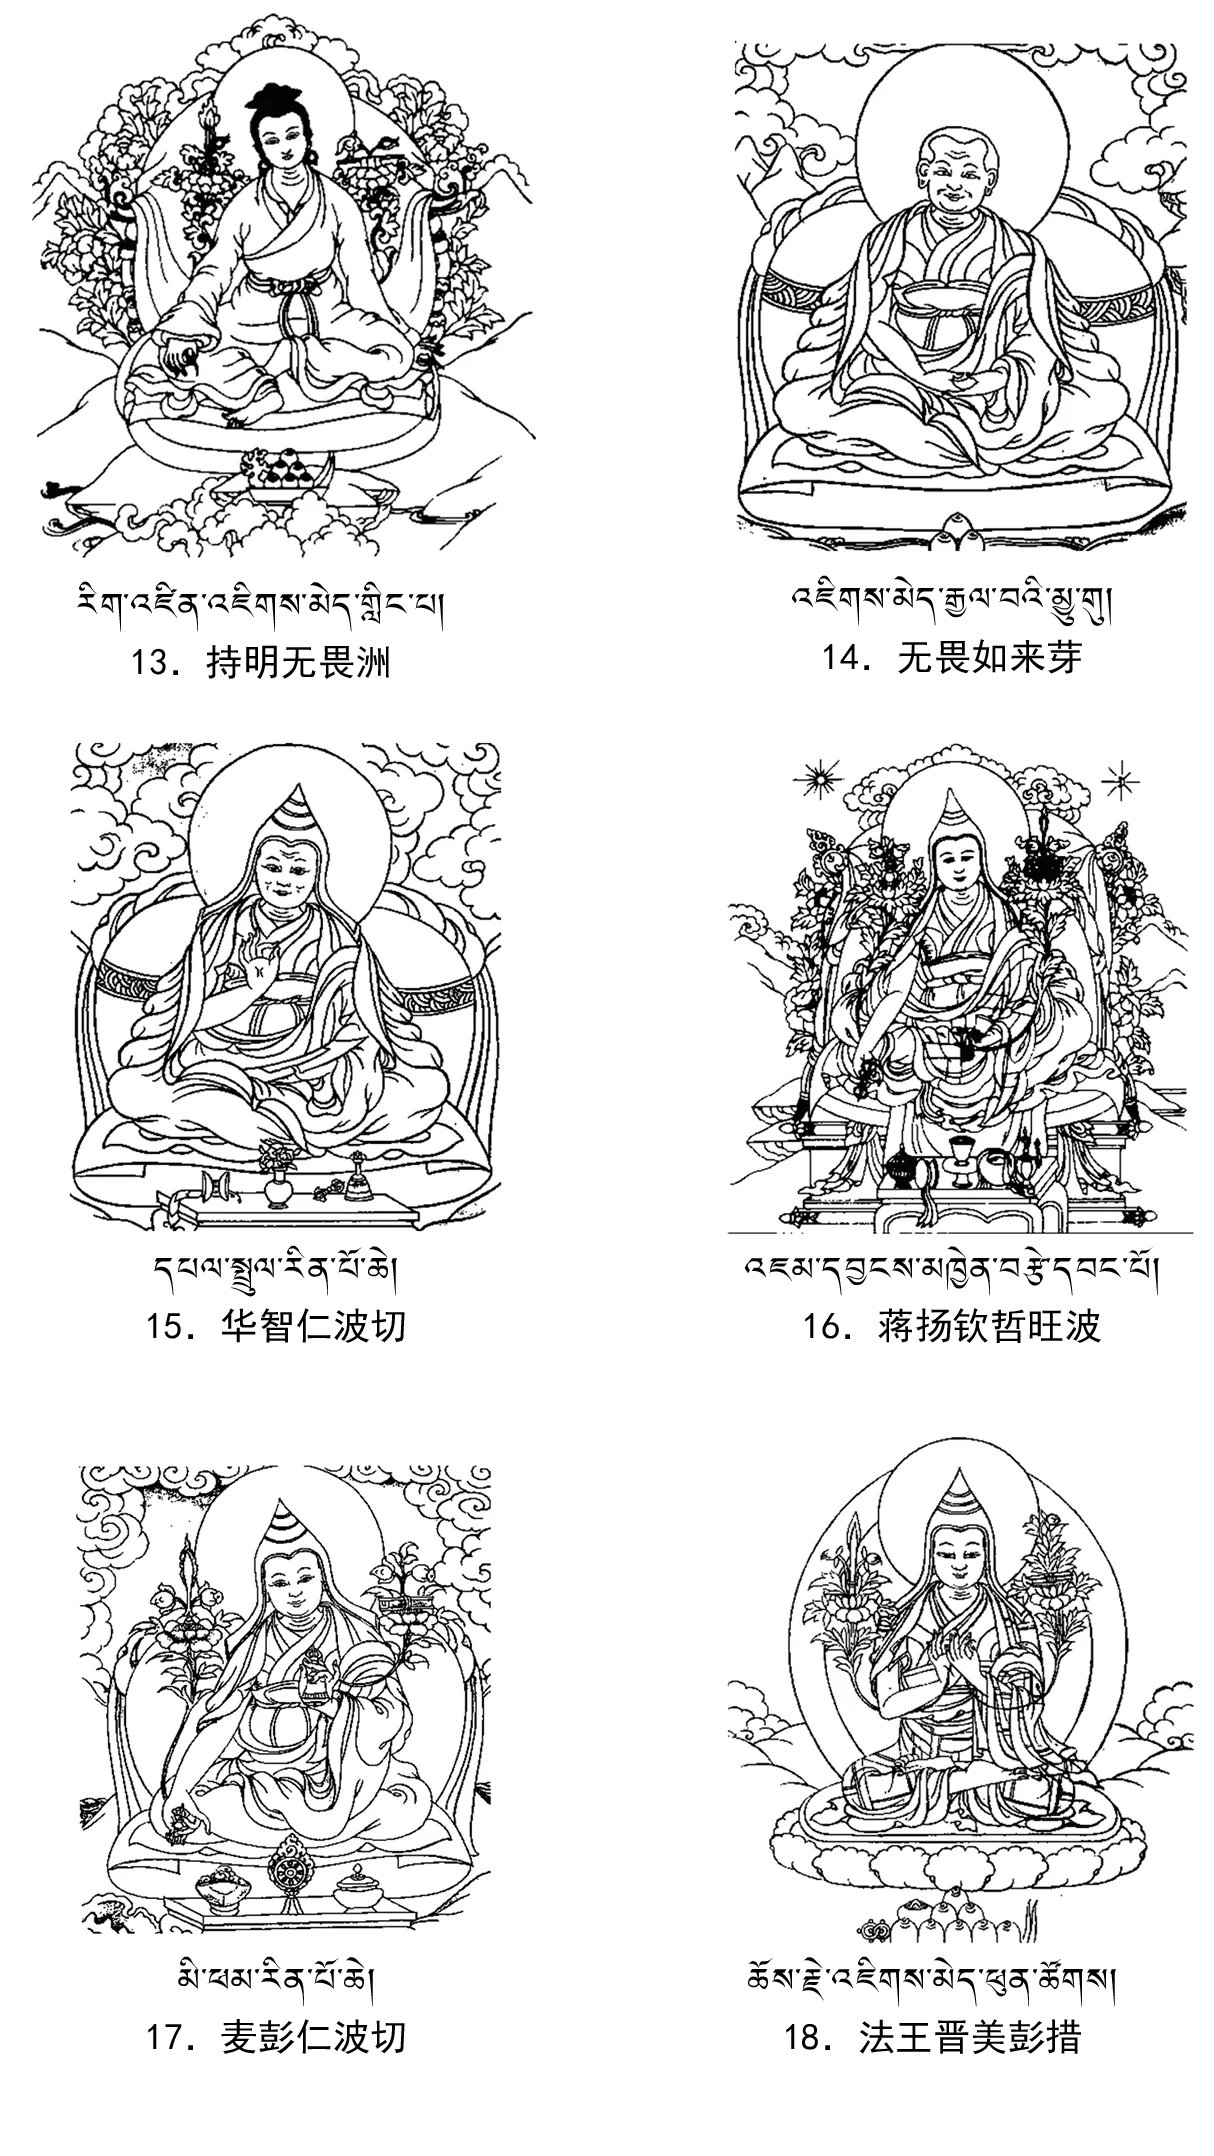 རིག་འཛིན་འཇིགས་མེད་གླིང་པ།
13. 持明无畏洲
འཇིགས་མེད་རྒྱལ་བའི་མྱུ་གུ།
14. 无畏如来芽
དཔལ་སྤྲུལ་རིན་པོ་ཆེ།
15. 华智仁波切
འཇམ་དབྱངས་མཁྱེན་བརྩེ་དབང་པོ།
16. 蒋扬钦哲旺波
མི་ཕམ་རིན་པོ་ཆེ།
17. 麦彭仁波切
ཆོས་རྗེ་འཇིགས་མེད་ཕུན་ཚོགས།
18. 法王晋美彭措